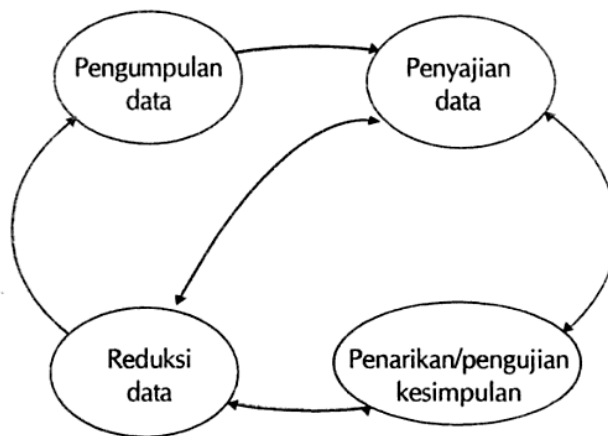 Pengumpulan
data
Penyajian
data
Reduksi
data
Penarikan/pengujian
kesimpulan